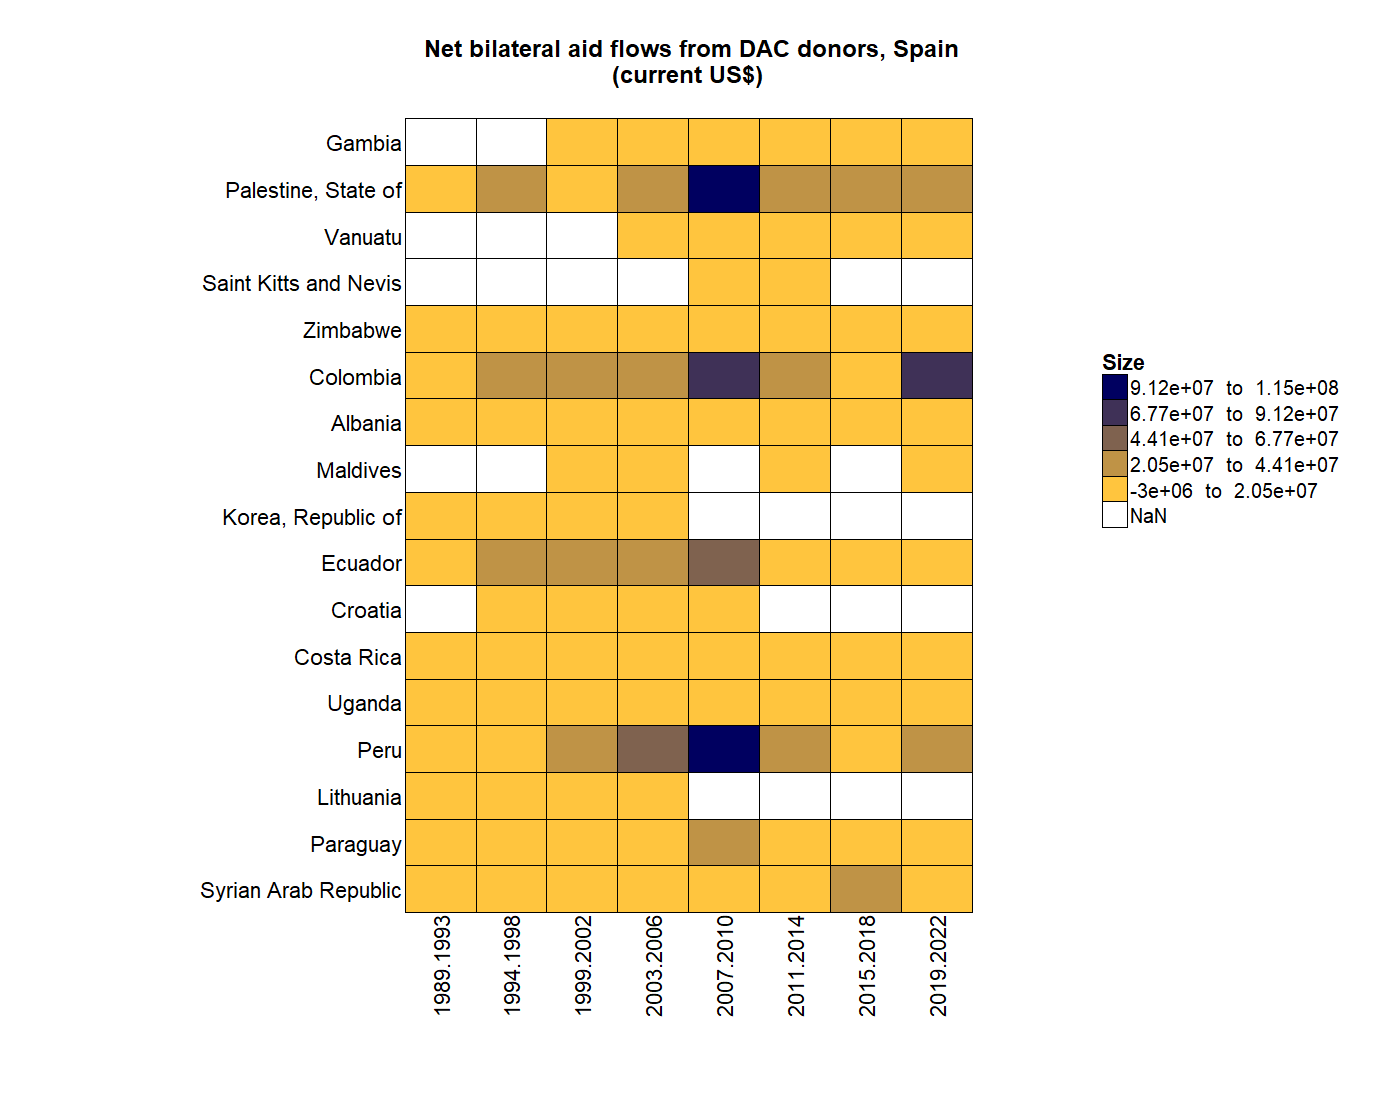 Net bilateral aid flows from DAC donors, Spain
(current US$)
Gambia
Palestine, State of
Vanuatu
Saint Kitts and Nevis
Zimbabwe
Colombia
Albania
Maldives
Korea, Republic of
Ecuador
Croatia
Costa Rica
Uganda
Peru
Lithuania
Paraguay
Syrian Arab Republic
1989.1993
1994.1998
1999.2002
2003.2006
2007.2010
2011.2014
2015.2018
2019.2022
Size
9.12e+07 to 1.15e+08
6.77e+07 to 9.12e+07
4.41e+07 to 6.77e+07
2.05e+07 to 4.41e+07
-3e+06 to 2.05e+07
NaN